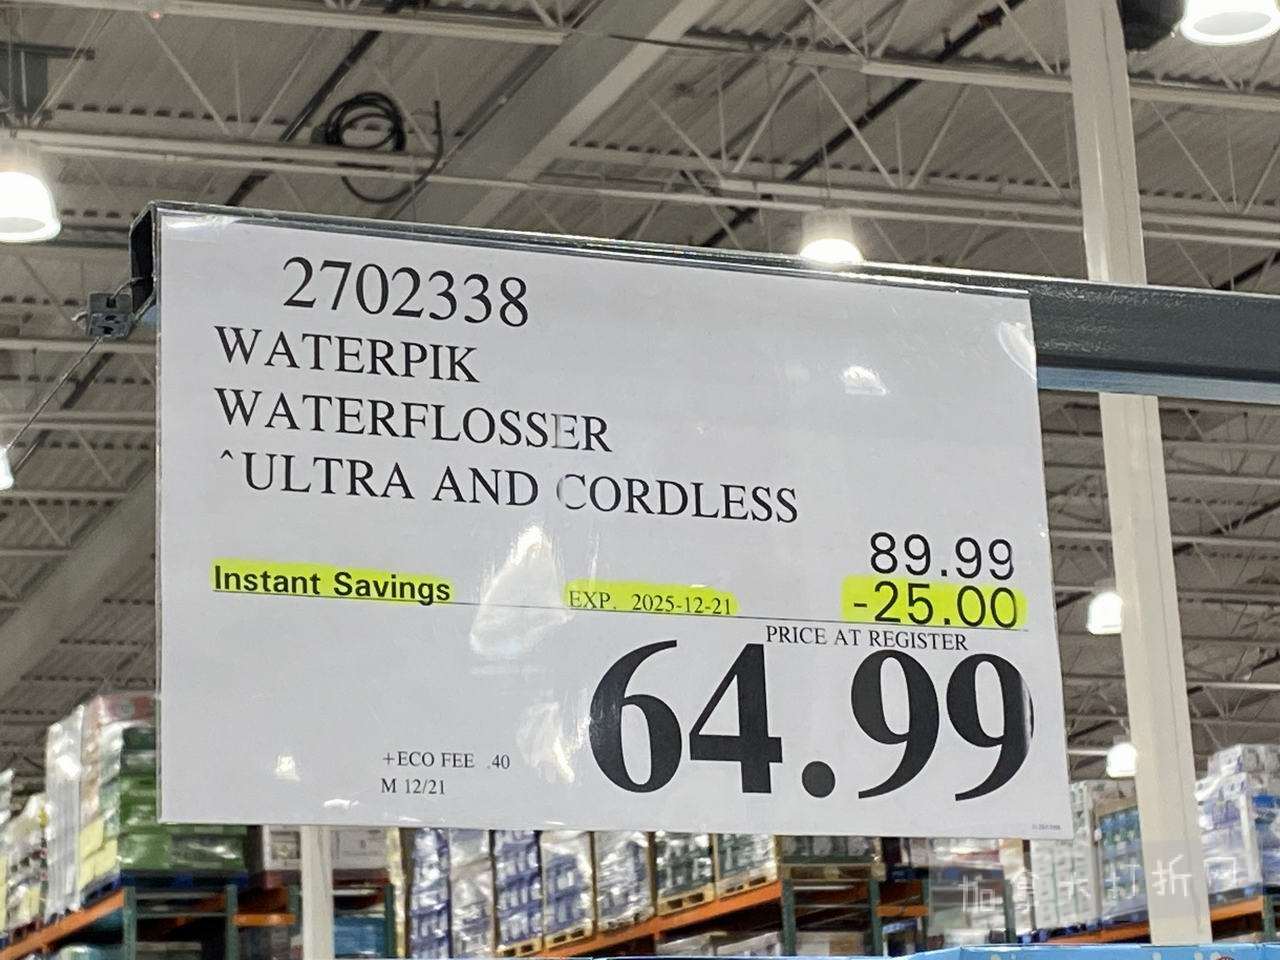 2702338
WATERPIK
WATERFLOSSER
^ULTRA AND CORDLESS
89.99
Instant Savings EXP. 2025-12-21 -25.00
PRICE AT REGISTER
64.99
+ECO FEE .40
M 12/21
加拿大打折网